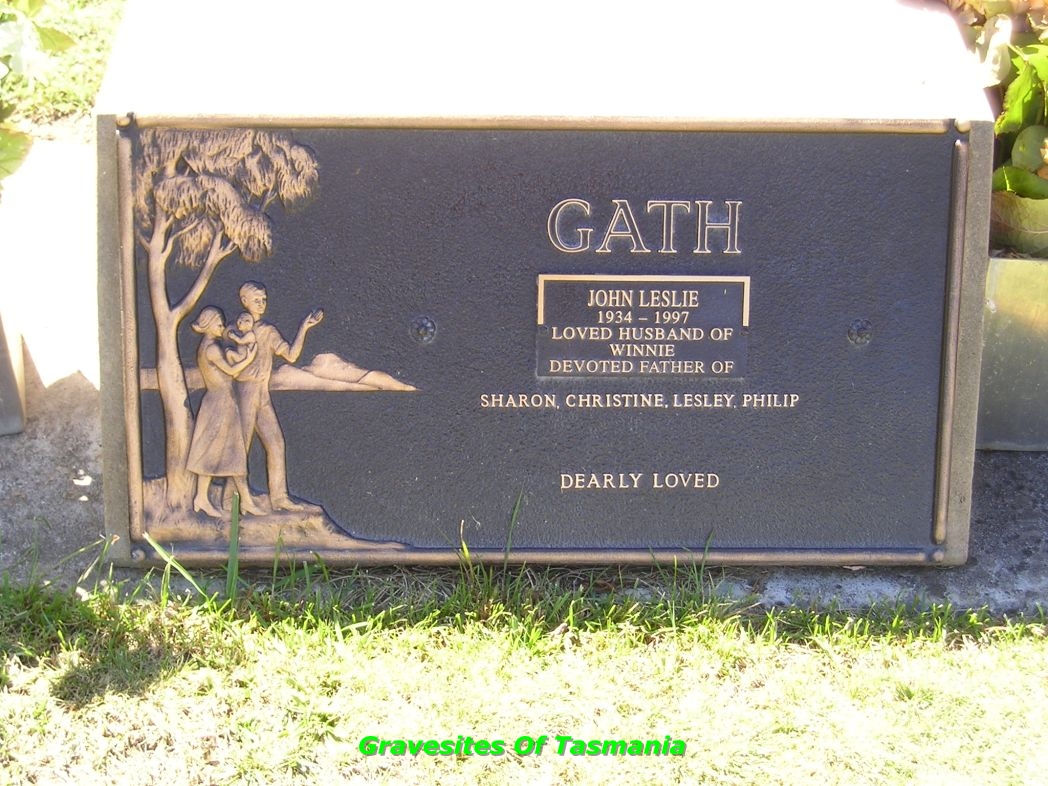 GATH
JOHN LESLIE
1934 – 1997
LOVED HUSBAND OF
WINNIE
DEVOTED FATHER OF
SHARON, CHRISTINE, LESLEY, PHILIP
DEARLY LOVED
Gravesites Of Tasmania